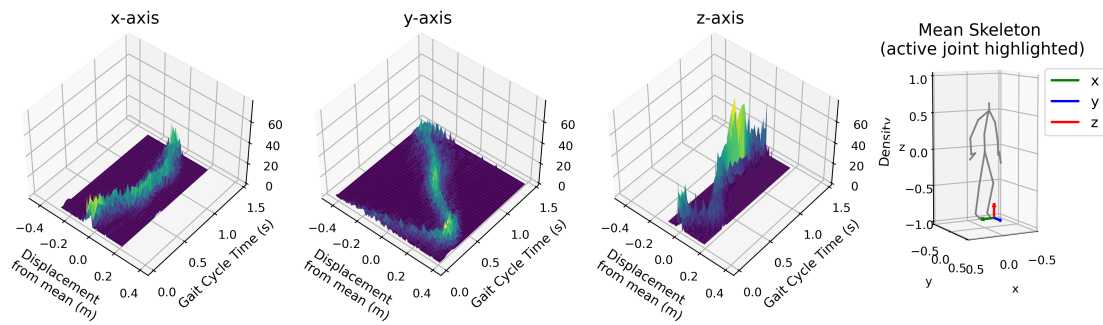 x-axis
60
40
20
0
−0.4
−0.2
0.0
0.2
0.4
0.0
0.5
1.0
1.5
Displacement
from mean (m)
Gait Cycle Time (s)
y-axis
60
40
20
0
−0.4
−0.2
0.0
0.2
0.4
0.0
0.5
1.0
1.5
Displacement
from mean (m)
Gait Cycle Time (s)
z-axis
60
40
20
0
−0.4
−0.2
0.0
0.2
0.4
0.0
0.5
1.0
1.5
Displacement
from mean (m)
Gait Cycle Time (s)
Density
Mean Skeleton
(active joint highlighted)
x
y
z
1.0
0.5
0.0
−0.5
−1.0
z
−0.5
0.0
0.5
y
0.5
0.0
−0.5
x